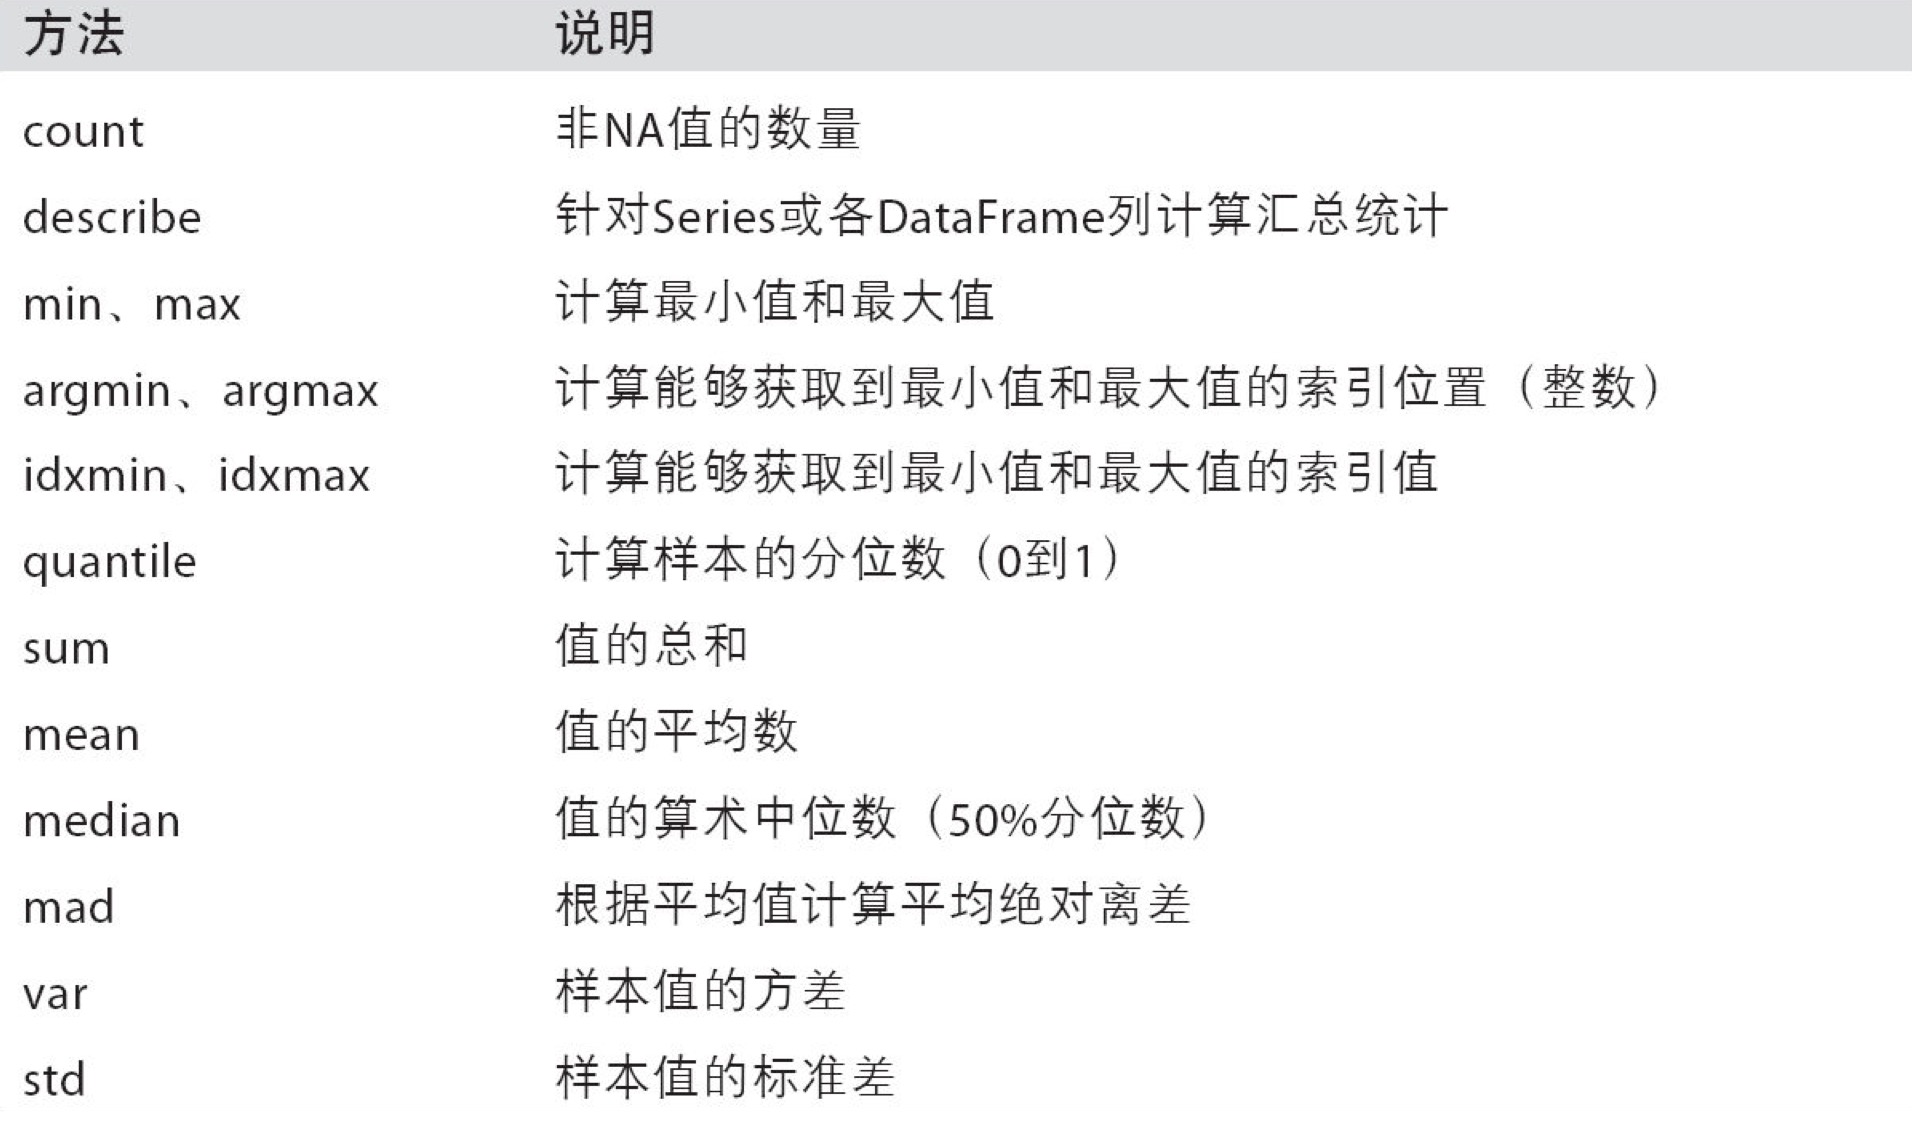 方法 说明
count 非NA值的数量
describe 针对Series或各DataFrame列计算汇总统计
min、max 计算最小值和最大值
argmin、argmax 计算能够获取到最小值和最大值的索引位置（整数）
idxmin、idxmax 计算能够获取到最小值和最大值的索引值
quantile 计算样本的分位数（0到1）
sum 值的总和
mean 值的平均数
median 值的算术中位数（50%分位数）
mad 根据平均值计算平均绝对离差
var 样本值的方差
std 样本值的标准差